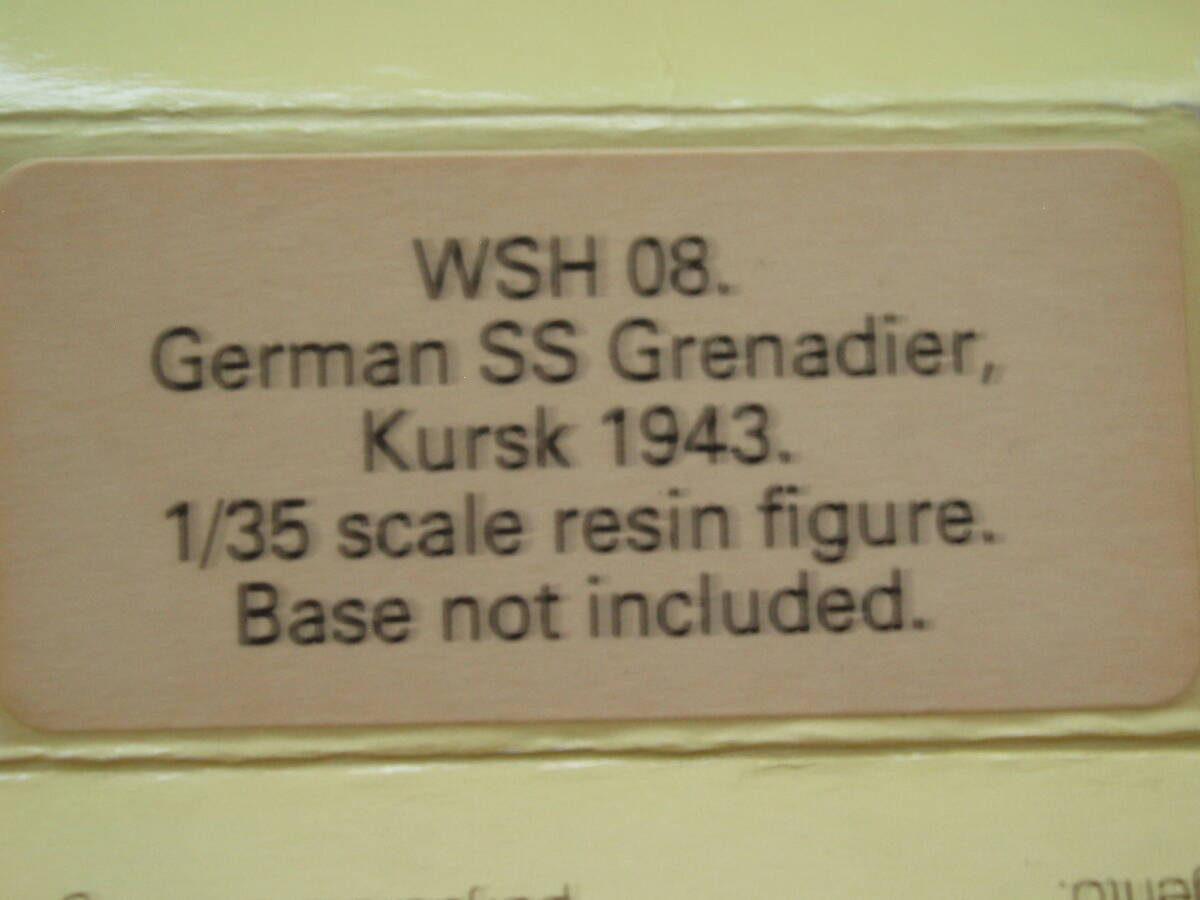 WSH 08.
German SS Grenadier,
Kursk 1943.
1/35 scale resin figure.
Base not included.